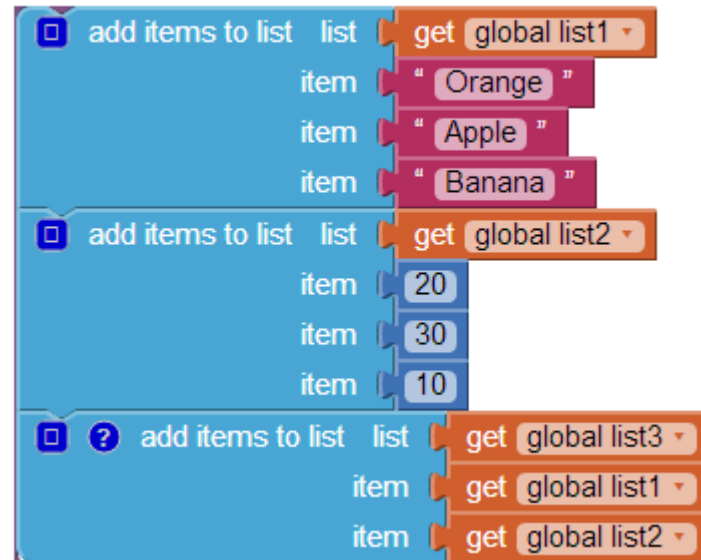 add items to list list get global list1
item " Orange "
item " Apple "
item " Banana "
add items to list list get global list2
item 20
item 30
item 10
? add items to list list get global list3
item get global list1
item get global list2